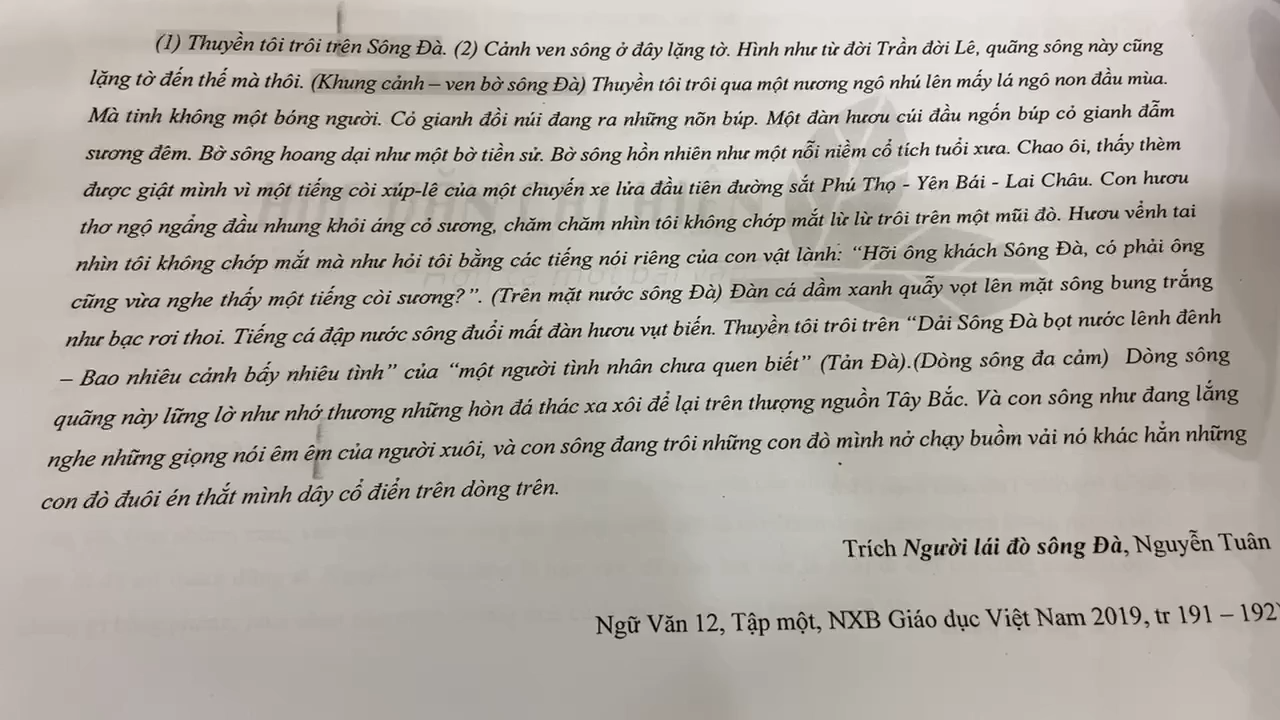 (1) Thuyền tôi trôi trên Sông Đà. (2) Cảnh ven sông ở đây lặng tờ. Hình như từ đời Trần đời Lê, quãng sông này cũng
lặng tờ đến thế mà thôi. (Khung cảnh – ven bờ sông Đà) Thuyền tôi trôi qua một nương ngô nhú lên mấy lá ngô non đầu mùa.
Mà tinh không một bóng người. Cỏ gianh đồi núi đang ra những nõn búp. Một đàn hươu cúi đầu ngốn búp cỏ gianh đẫm
sương đêm. Bờ sông hoang dại như một bờ tiền sử. Bờ sông hồn nhiên như một nỗi niềm cổ tích tuổi xưa. Chao ôi, thấy thèm
được giật mình vì một tiếng còi xúp-lê của một chuyến xe lửa đầu tiên đường sắt Phú Thọ - Yên Bái - Lai Châu. Con hươu
thơ ngộ ngẩng đầu nhung khỏi áng cỏ sương, chăm chăm nhìn tôi không chớp mắt lừ lừ trôi trên một mũi đò. Hươu vểnh tai
nhìn tôi không chớp mắt mà như hỏi tôi bằng các tiếng nói riêng của con vật lành: “Hỡi ông khách Sông Đà, có phải ông
cũng vừa nghe thấy một tiếng còi sương?”. (Trên mặt nước sông Đà) Đàn cá dầm xanh quẫy vọt lên mặt sông bung trắng
như bạc rơi thoi. Tiếng cá đập nước sông đuổi mất đàn hươu vụt biến. Thuyền tôi trôi trên “Dải Sông Đà bọt nước lênh đênh
– Bao nhiêu cảnh bấy nhiêu tình” của “một người tình nhân chưa quen biết” (Tản Đà).(Dòng sông đa cảm) Dòng sông
quãng này lững lờ như nhớ thương những hòn đá thác xa xôi để lại trên thượng nguồn Tây Bắc. Và con sông như đang lắng
nghe những giọng nói êm êm của người xuôi, và con sông đang trôi những con đò mình nở chạy buồm vải nó khác hẳn những
con đò đuôi én thắt mình dây cổ điển trên dòng trên.
Trích Người lái đò sông Đà, Nguyễn Tuân
Ngữ Văn 12, Tập một, NXB Giáo dục Việt Nam 2019, tr 191 – 192)